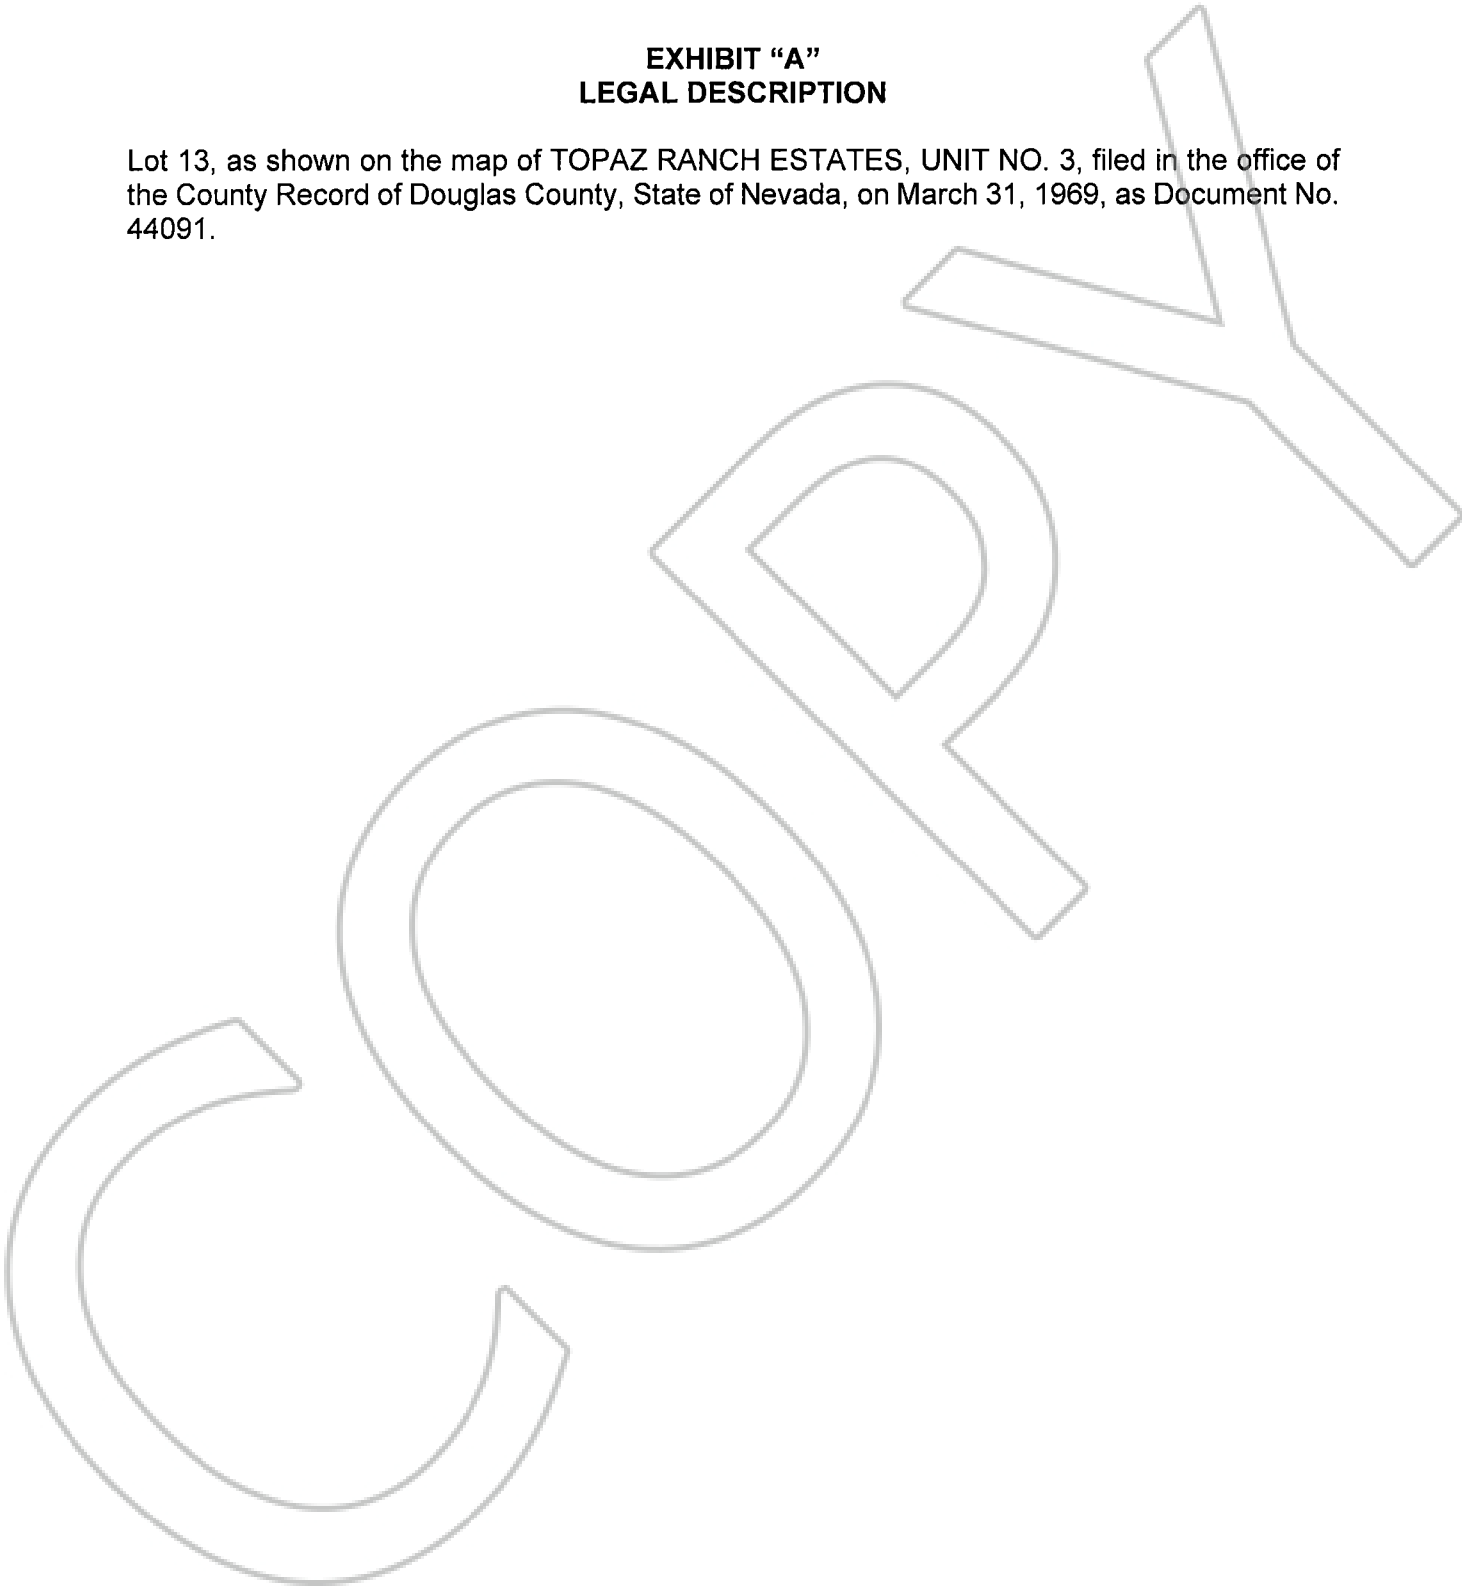 EXHIBIT “A”
LEGAL DESCRIPTION
Lot 13, as shown on the map of TOPAZ RANCH ESTATES, UNIT NO. 3, filed in the office of
the County Record of Douglas County, State of Nevada, on March 31, 1969, as Document No.
44091.
COPY